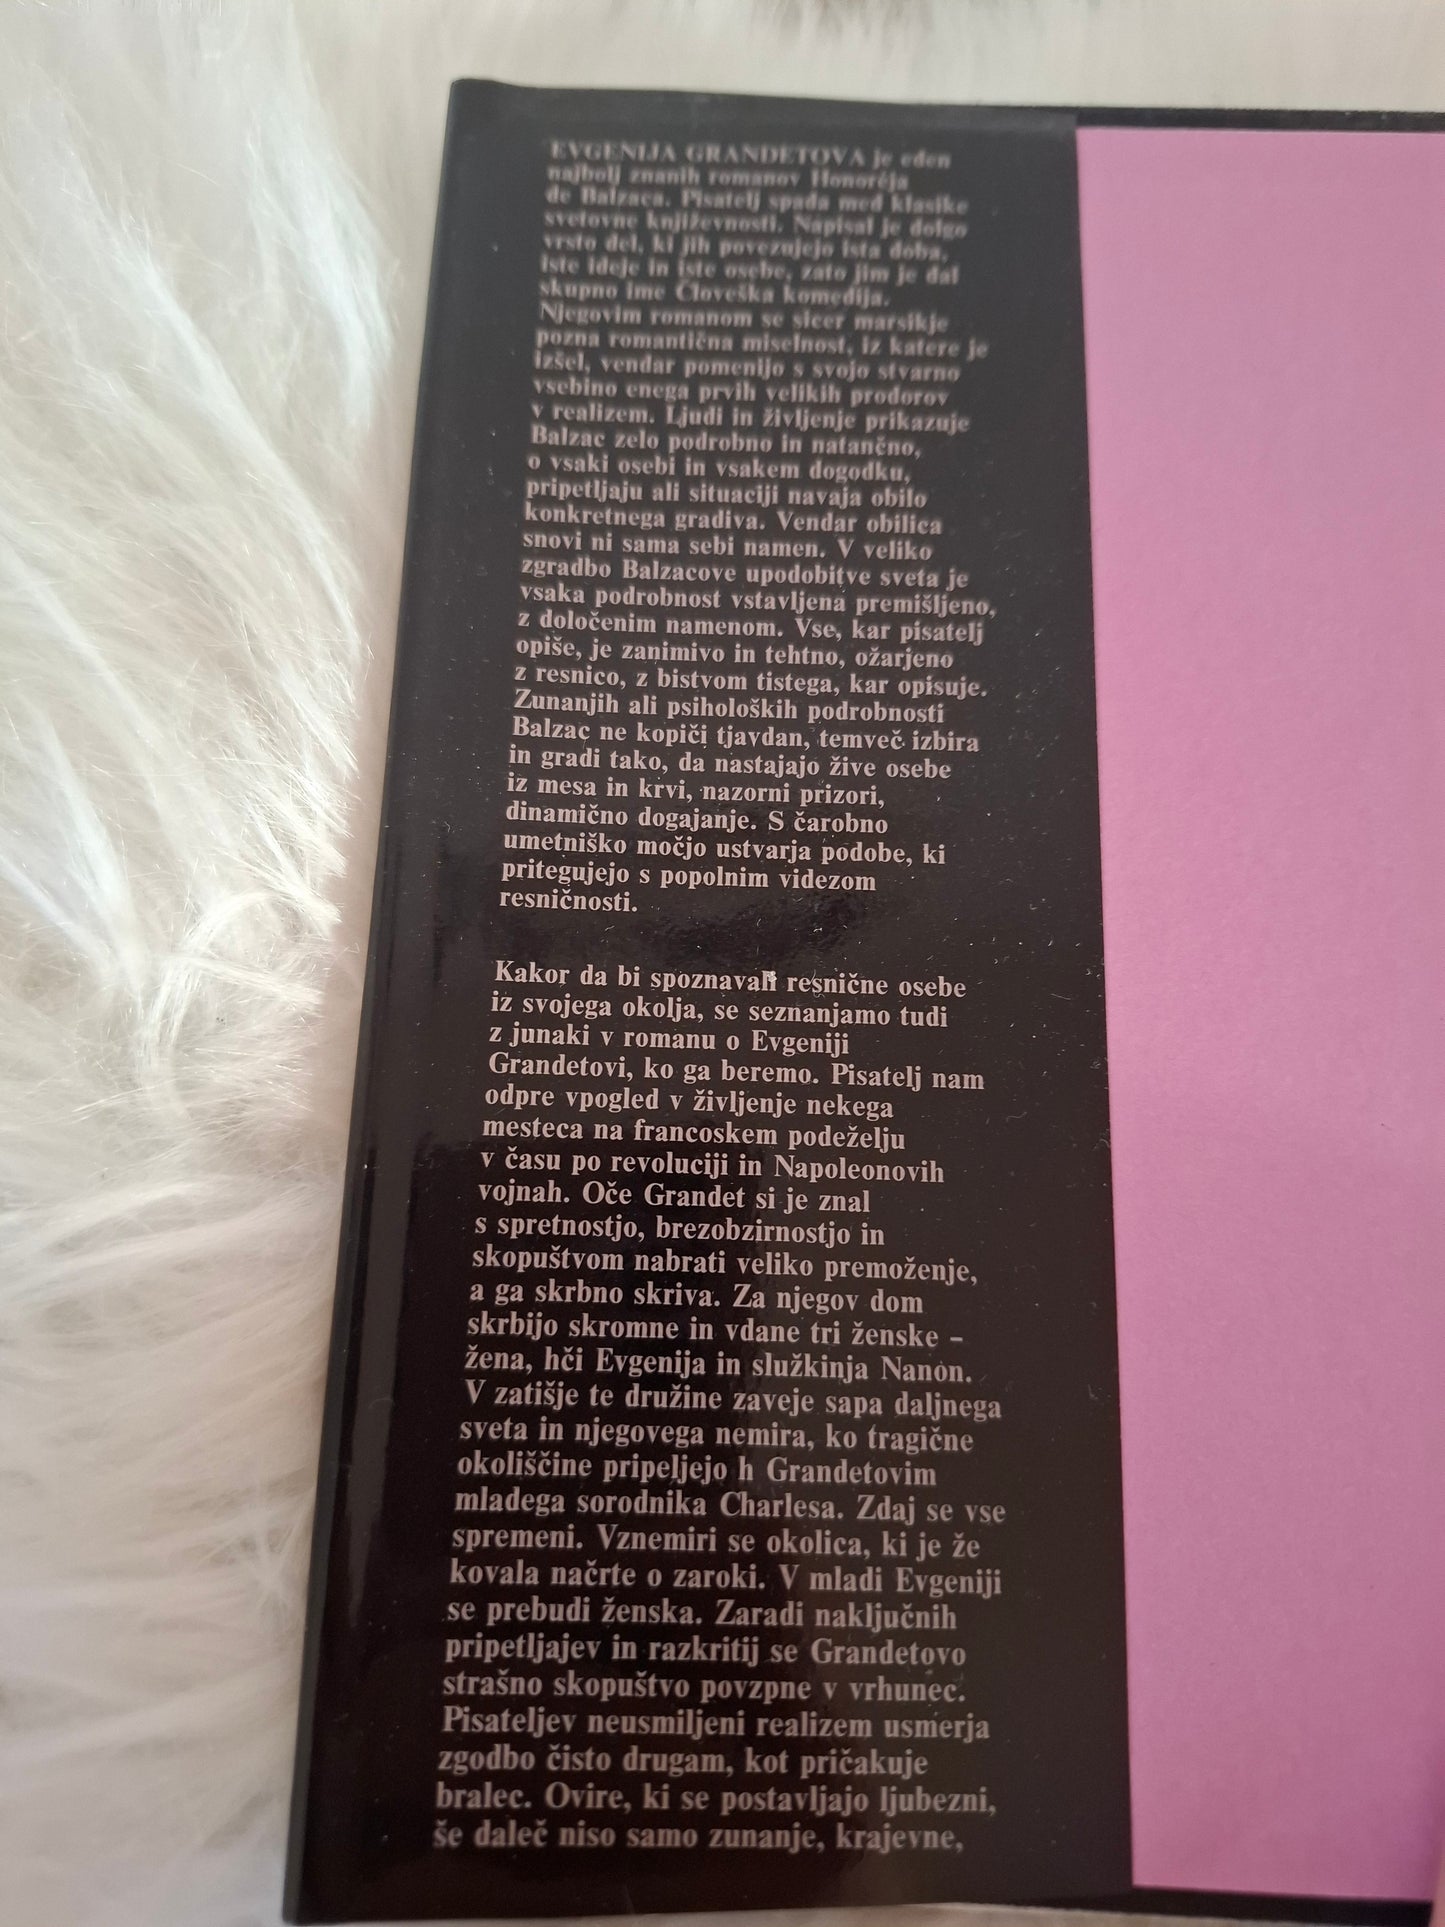 EVGENIJA GRANDETOVA je eden
najbolj znanih romanov Honoréja
de Balzaca. Pisatelj spada med klasike
svetovne književnosti. Napisal je dolgo
vrsto del, ki jih povezujejo ista doba,
iste ideje in iste osebe, zato jim je dal
skupno ime Človeška komedija.
Njegovim romanom se sicer marsikje
pozna romantična miselnost, iz katere je
izšel, vendar pomenijo s svojo stvarno
vsebino enega prvih velikih prodorov
v realizem. Ljudi in življenje prikazuje
Balzac zelo podrobno in natančno,
o vsaki osebi in vsakem dogodku,
pripetljaju ali situaciji navaja obilo
konkretnega gradiva. Vendar obilica
snovi ni sama sebi namen. V veliko
zgradbo Balzacove upodobitve sveta je
vsaka podrobnost vstavljena premišljeno,
z določenim namenom. Vse, kar pisatelj
opiše, je zanimivo in tehtno, ožarjeno
z resnico, z bistvom tistega, kar opisuje.
Zunanjih ali psiholoških podrobnosti
Balzac ne kopiči tjavdan, temveč izbira
in gradi tako, da nastajajo žive osebe
iz mesa in krvi, nazorni prizori,
dinamično dogajanje. S čarobno
umetniško močjo ustvarja podobe, ki
pritegujejo s popolnim videzom
resničnosti.
Kakor da bi spoznavali resnične osebe
iz svojega okolja, se seznanjamo tudi
z junaki v romanu o Evgeniji
Grandetovi, ko ga beremo. Pisatelj nam
odpre vpogled v življenje nekega
mesteca na francoskem podeželju
v času po revoluciji in Napoleonovih
vojnah. Oče Grandet si je znal
s spretnostjo, brezobzirnostjo in
skopuštvom nabrati veliko premoženje,
a ga skrbno skriva. Za njegov dom
skrbijo skromne in vdane tri ženske –
žena, hči Evgenija in služkinja Nanon.
V zatišje te družine zaveje sapa daljnega
sveta in njegovega nemira, ko tragične
okoliščine pripeljejo h Grandetovim
mladega sorodnika Charlesa. Zdaj se vse
spremeni. Vznemiri se okolica, ki je že
kovala načrte o zaroki. V mladi Evgeniji
se prebudi ženska. Zaradi naključnih
pripetljajev in razkritij se Grandetovo
strašno skopuštvo povzpne v vrhunec.
Pisateljev neusmiljeni realizem usmerja
zgodbo čisto drugam, kot pričakuje
bralec. Ovire, ki se postavljajo ljubezni,
še daleč niso samo zunanje, krajevne,